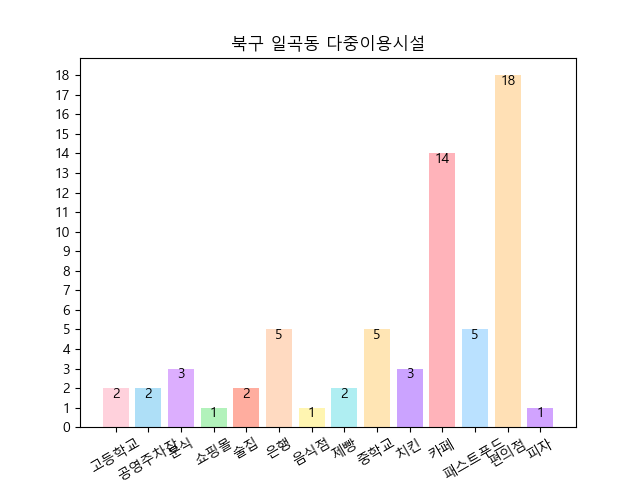 북구 일곡동 다중이용시설
18
17
16
15
14
13
12
11
10
9
8
7
6
5
4
3
2
1
0
2
2
3
1
2
5
1
2
5
3
14
5
18
1
고등학교
공영주차장
분식
쇼핑몰
술집
은행
음식점
제빵
중학교
치킨
카페
패스트푸드
편의점
피자